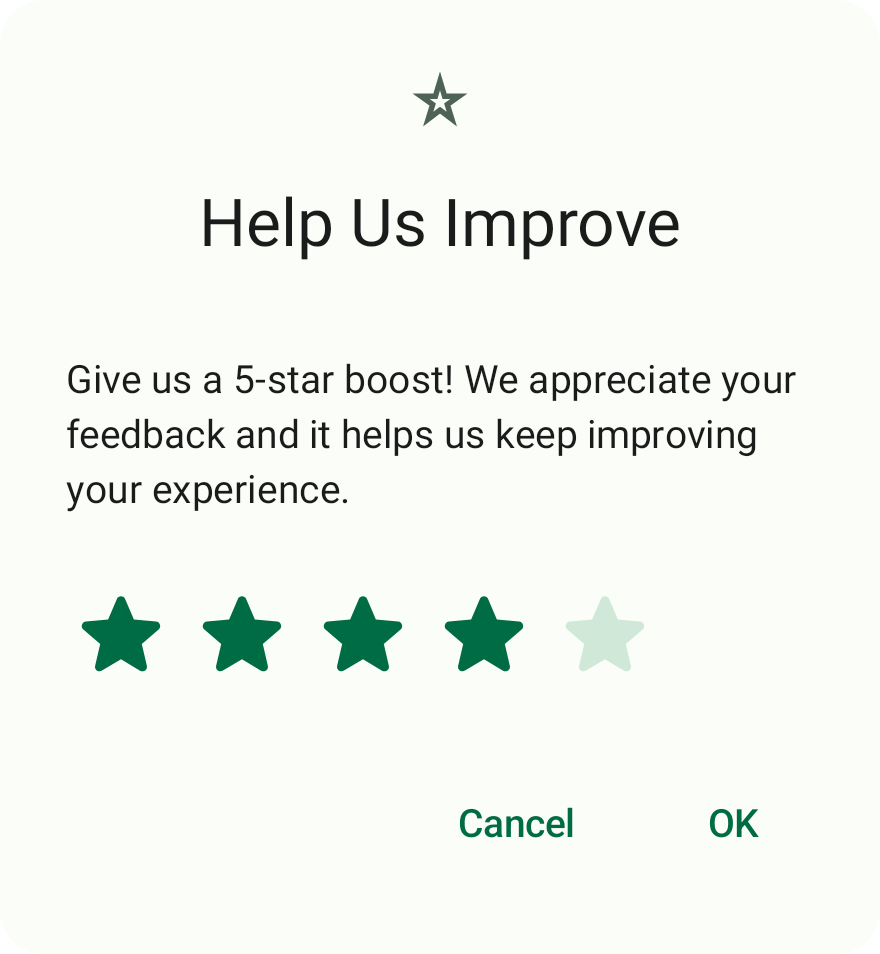 Help Us Improve
Give us a 5-star boost! We appreciate your
feedback and it helps us keep improving
your experience.
Cancel OK